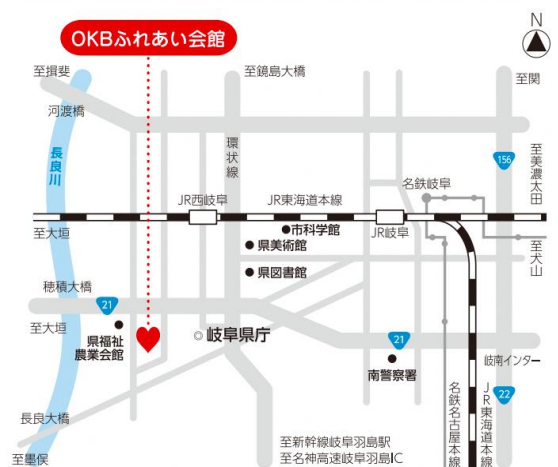 OKBふれあい会館
N
至揖斐
至鏡島大橋
至関
河渡橋
長良川
環状線
156
至美濃太田
名鉄岐阜
JR西岐阜
JR東海道本線
至大垣
市科学館
JR岐阜
県美術館
至犬山
県図書館
穂積大橋
21
至大垣
県福祉
農業会館
岐阜県庁
21
南警察署
岐南インター
22
名鉄名古屋本線
JR東海道本線
長良大橋
至墨俣
至新幹線岐阜羽島駅
至名神高速岐阜羽島IC